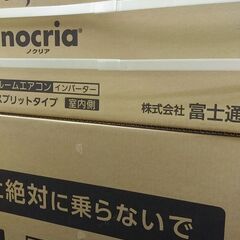 nocria
ノクリア
ルームエアコン インバーター
スプリットタイプ 室内側
株式会社 富士通
絶対に乗らないで